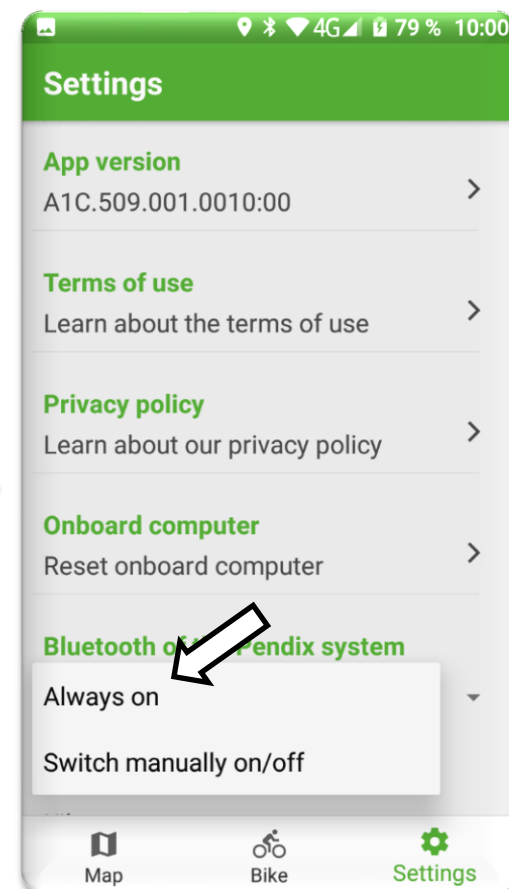 4G 79 % 10:00
Settings
App version
A1C.509.001.0010:00
Terms of use
Learn about the terms of use
Privacy policy
Learn about our privacy policy
Onboard computer
Reset onboard computer
Bluetooth of Pendix system
Always on
Switch manually on/off
Map Bike Settings